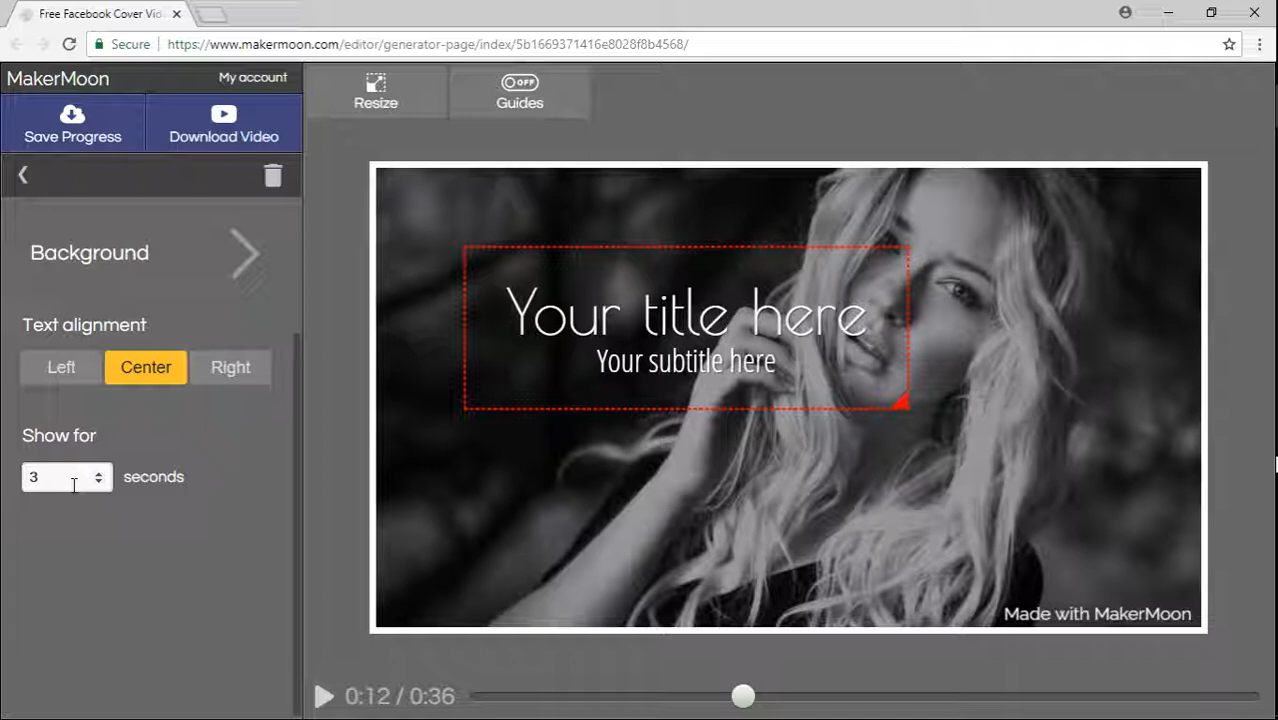 Free Facebook Cover Vid
Secure
https://www.makermoon.com/editor/generator-page/index/5b1669371416e8028f8b4568/
MakerMoon
My account
Save Progress
Download Video
OFF
Resize
Guides
Background
Text alignment
Left
Center
Right
Show for
3
seconds
Your title here
Your subtitle here
Made with MakerMoon
0:12 / 0:36